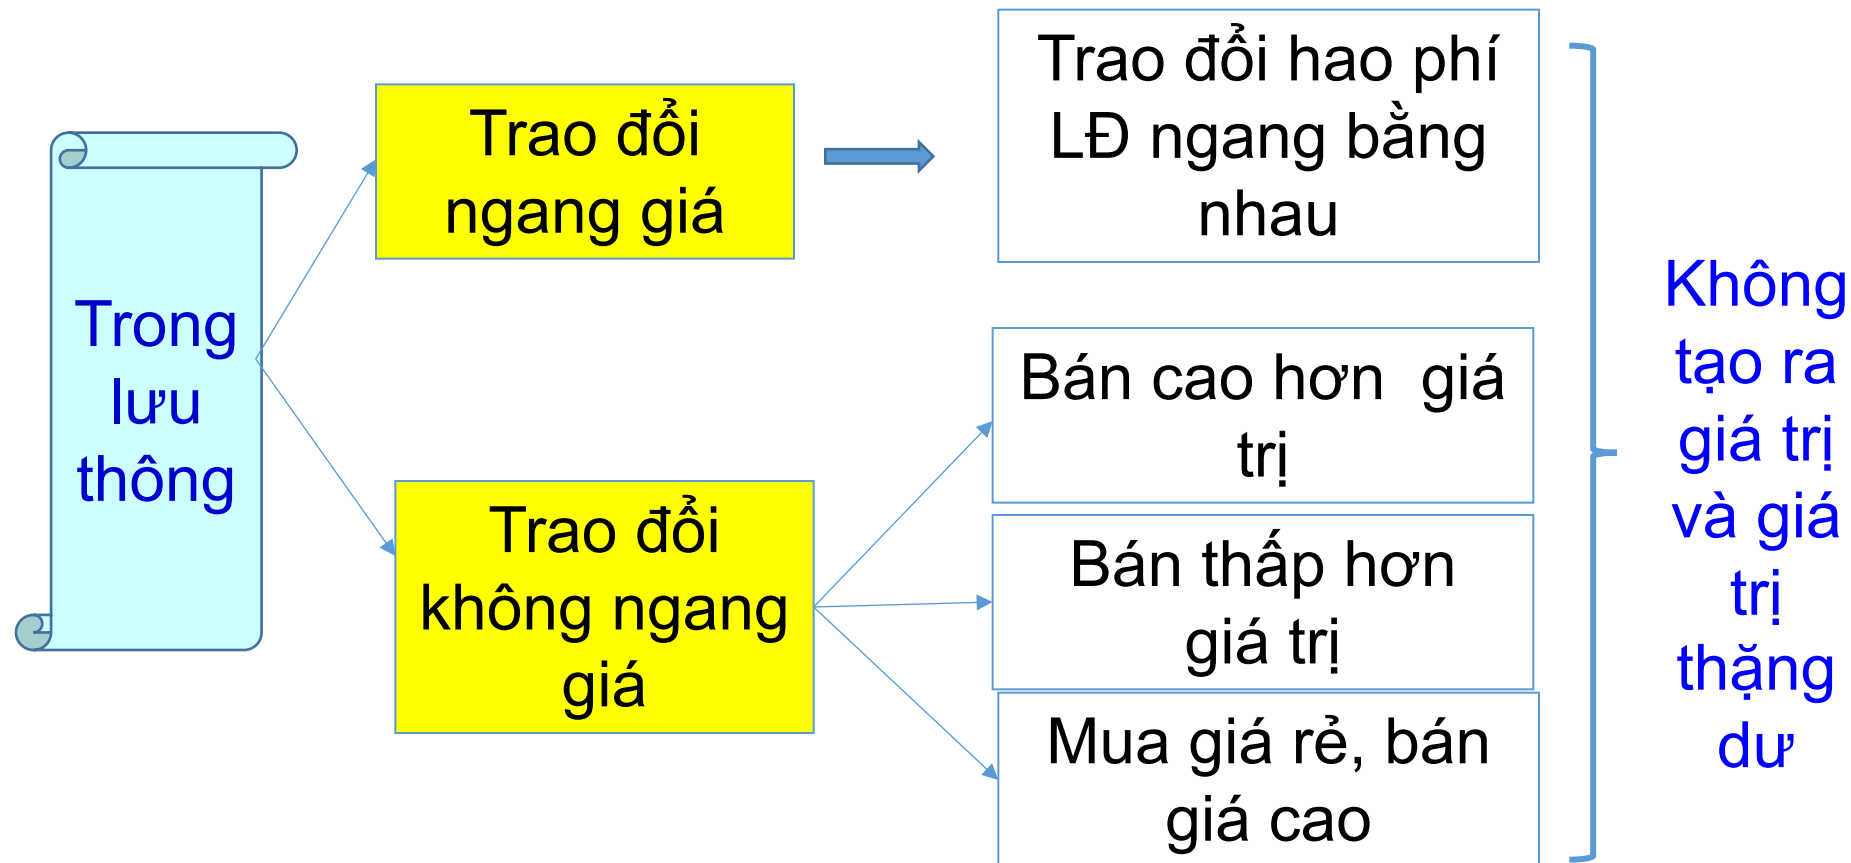 Trong
lưu
thông
Trao đổi
ngang giá
Trao đổi hao phí
LĐ ngang bằng
nhau
Trao đổi
không ngang
giá
Bán cao hơn  giá
trị
Bán thấp hơn
giá trị
Mua giá rẻ, bán
giá cao
Không
tạo ra
giá trị
và giá
trị
thặng
dư